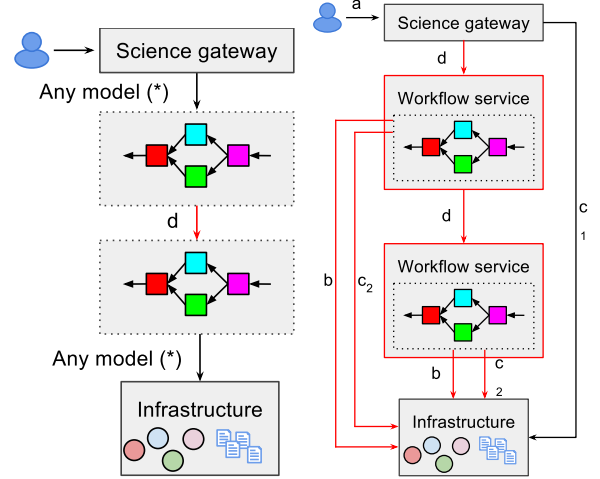 Science gateway
Any model (*)
d
Any model (*)
Infrastructure
a
Science gateway
d
Workflow service
d
c
1
Workflow service
b
c2
b
c
2
Infrastructure